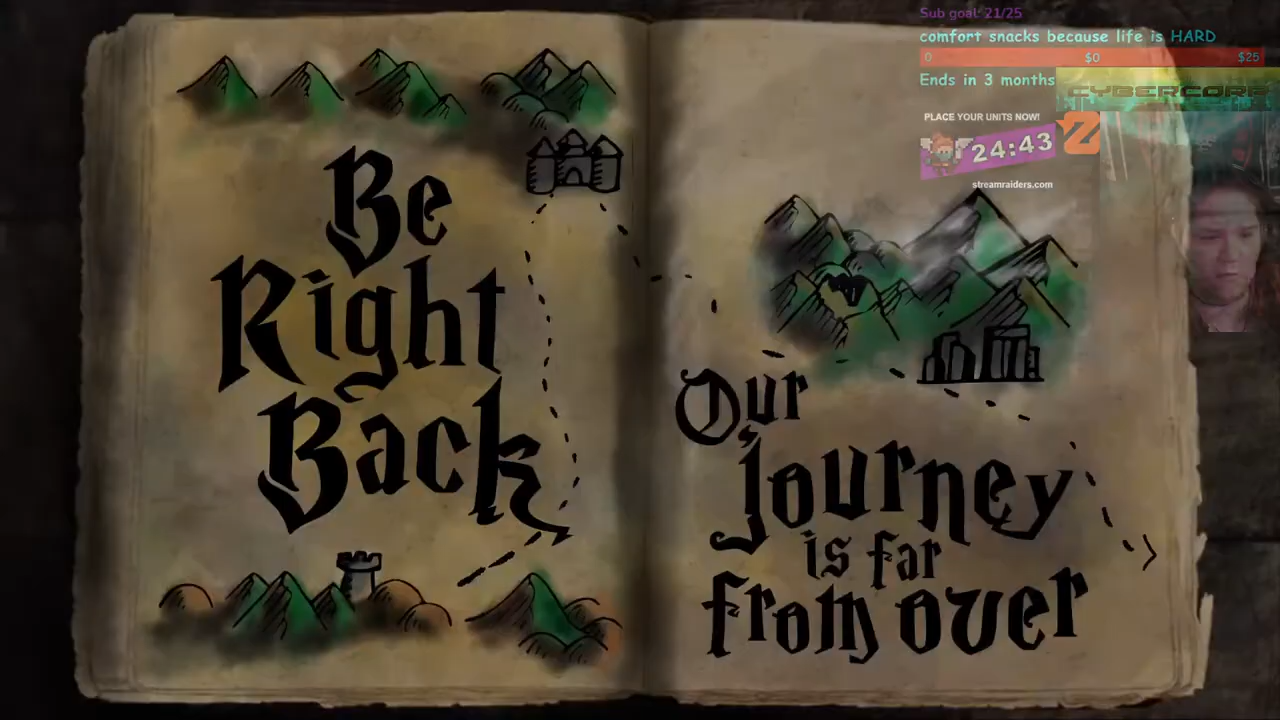 Be
Right
Back
Our
journey
is far
from over
Sub goal: 21/25
comfort snacks because life is HARD
0 $0 $25
Ends in 3 months
CYBERCORE
PLACE YOUR UNITS NOW!
24:43
streamraiders.com